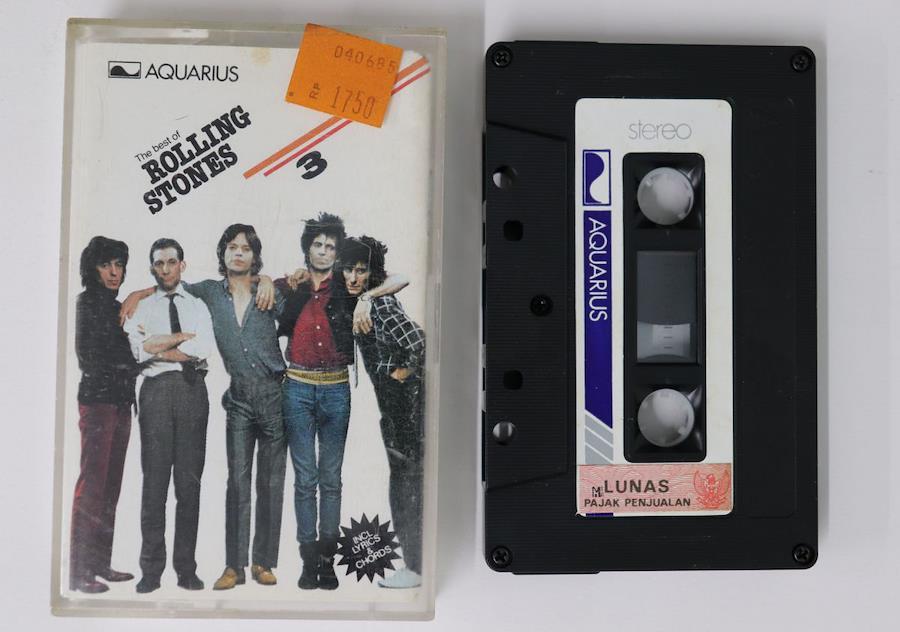 AQUARIUS
040685
RP 1750
The best of
ROLLING
STONES
3
INCL.
LYRICS
&
CHORDS
stereo
AQUARIUS
LUNAS
PAJAK PENJUALAN